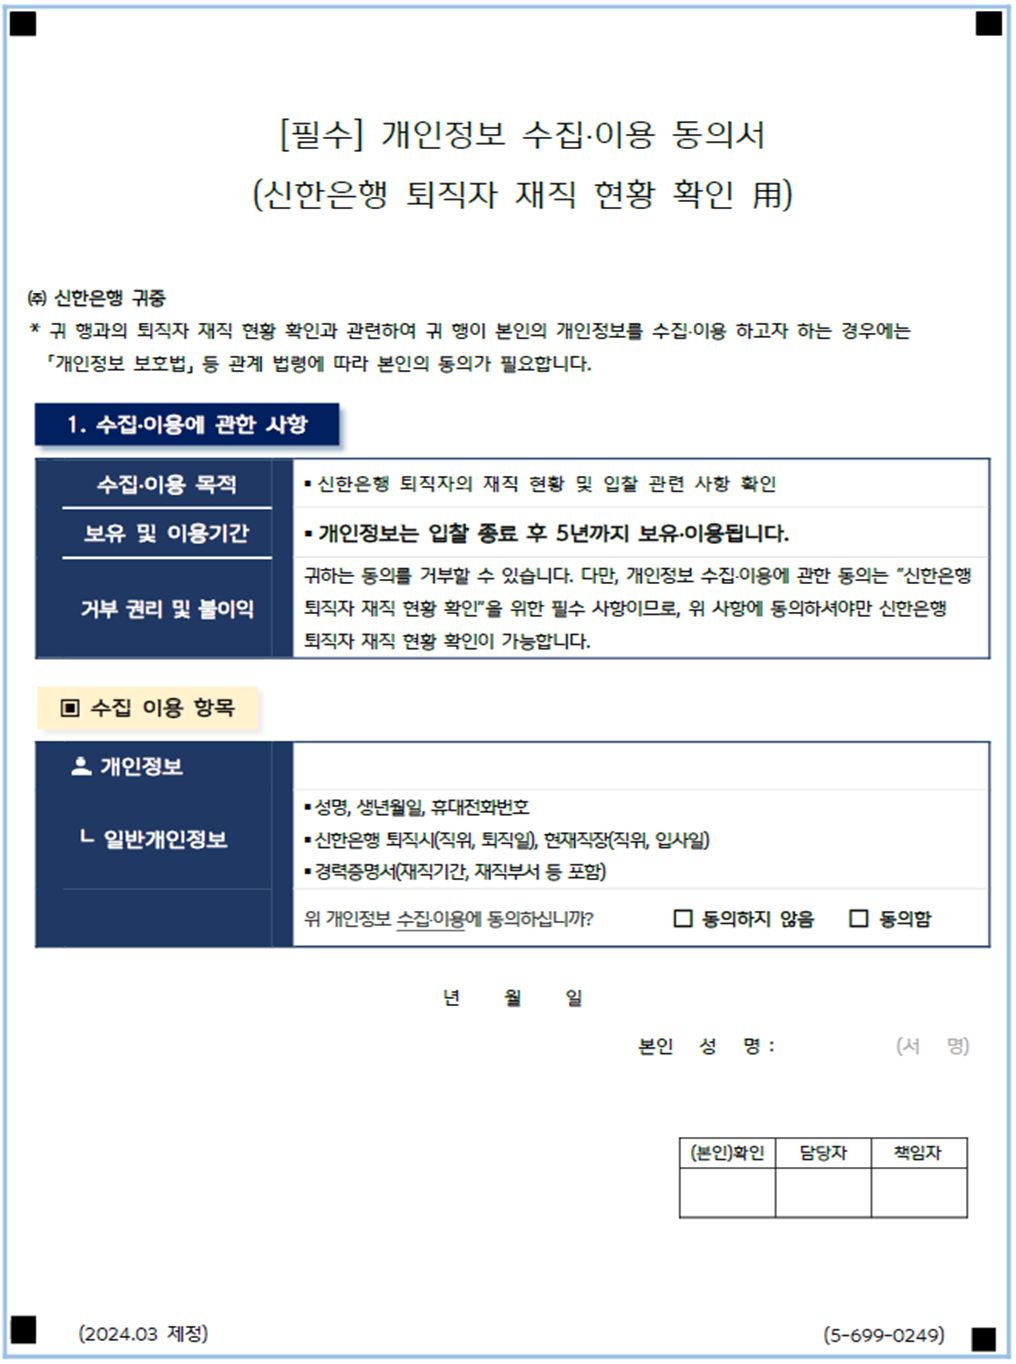 [필수] 개인정보 수집·이용 동의서
(신한은행 퇴직자 재직 현황 확인 用)
㈜ 신한은행 귀중
* 귀 행과의 퇴직자 재직 현황 확인과 관련하여 귀 행이 본인의 개인정보를 수집·이용 하고자 하는 경우에는
「개인정보 보호법」 등 관계 법령에 따라 본인의 동의가 필요합니다.
1. 수집·이용에 관한 사항
수집·이용 목적
▪ 신한은행 퇴직자의 재직 현황 및 입찰 관련 사항 확인
보유 및 이용기간
▪ 개인정보는 입찰 종료 후 5년까지 보유·이용됩니다.
거부 권리 및 불이익
귀하는 동의를 거부할 수 있습니다. 다만, 개인정보 수집·이용에 관한 동의는 "신한은행
퇴직자 재직 현황 확인"을 위한 필수 사항이므로, 위 사항에 동의하셔야만 신한은행
퇴직자 재직 현황 확인이 가능합니다.
▣ 수집 이용 항목
개인정보
ㄴ 일반개인정보
▪ 성명, 생년월일, 휴대전화번호
▪ 신한은행 퇴직시(직위, 퇴직일), 현재직장(직위, 입사일)
▪ 경력증명서(재직기간, 재직부서 등 포함)
위 개인정보 수집·이용에 동의하십니까? □ 동의하지 않음 □ 동의함
년 월 일
본인 성 명 : (서 명)
(본인)확인 담당자 책임자
(2024.03 제정) (5-699-0249)